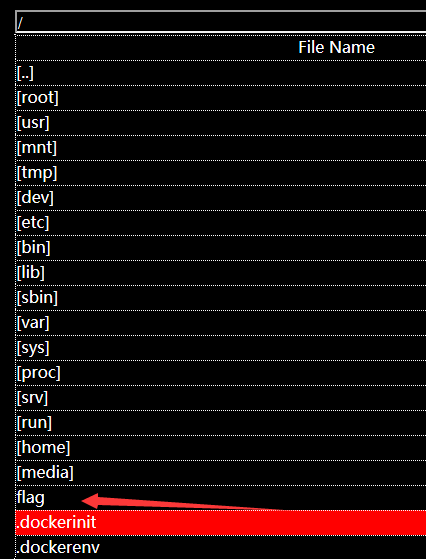 /
File Name
[..]
[root]
[usr]
[mnt]
[tmp]
[dev]
[etc]
[bin]
[lib]
[sbin]
[var]
[sys]
[proc]
[srv]
[run]
[home]
[media]
flag
.dockerinit
.dockerenv